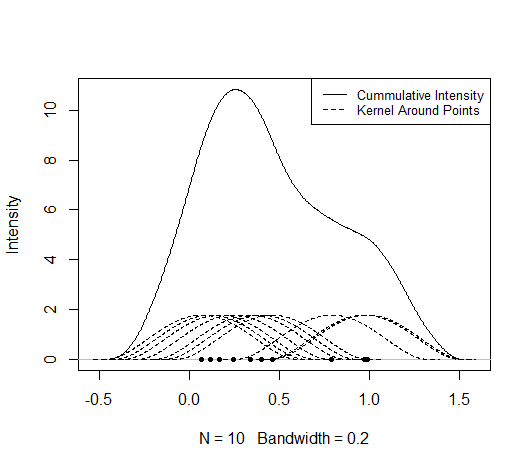 Cummulative Intensity
Kernel Around Points
Intensity
0
2
4
6
8
10
-0.5 0.0 0.5 1.0 1.5
N = 10 Bandwidth = 0.2